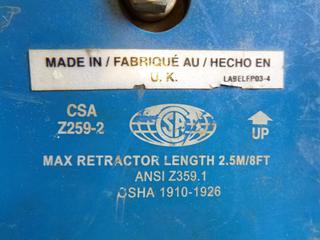 MADE IN / FABRIQUÉ AU / HECHO EN
U. K.
LABELFP03-4
CSA
Z259-2
SP
UP
MAX RETRACTOR LENGTH 2.5M/8FT
ANSI Z359.1
OSHA 1910-1926